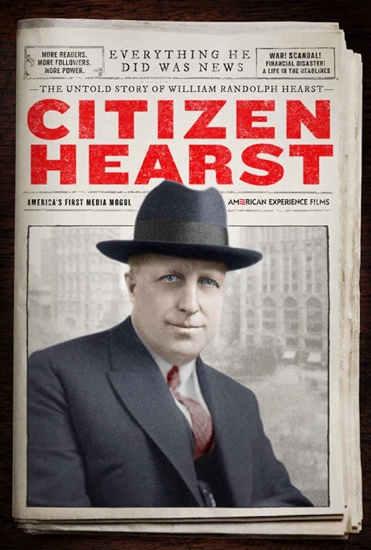 MORE READERS.
MORE FOLLOWERS.
MORE POWER.
EVERYTHING HE
DID WAS NEWS
WAR! SCANDAL!
FINANCIAL DISASTER!
A LIFE IN THE HEADLINES
THE UNTOLD STORY OF WILLIAM RANDOLPH HEARST
CITIZEN
HEARST
AMERICA'S FIRST MEDIA MOGUL
AMERICAN EXPERIENCE FILMS